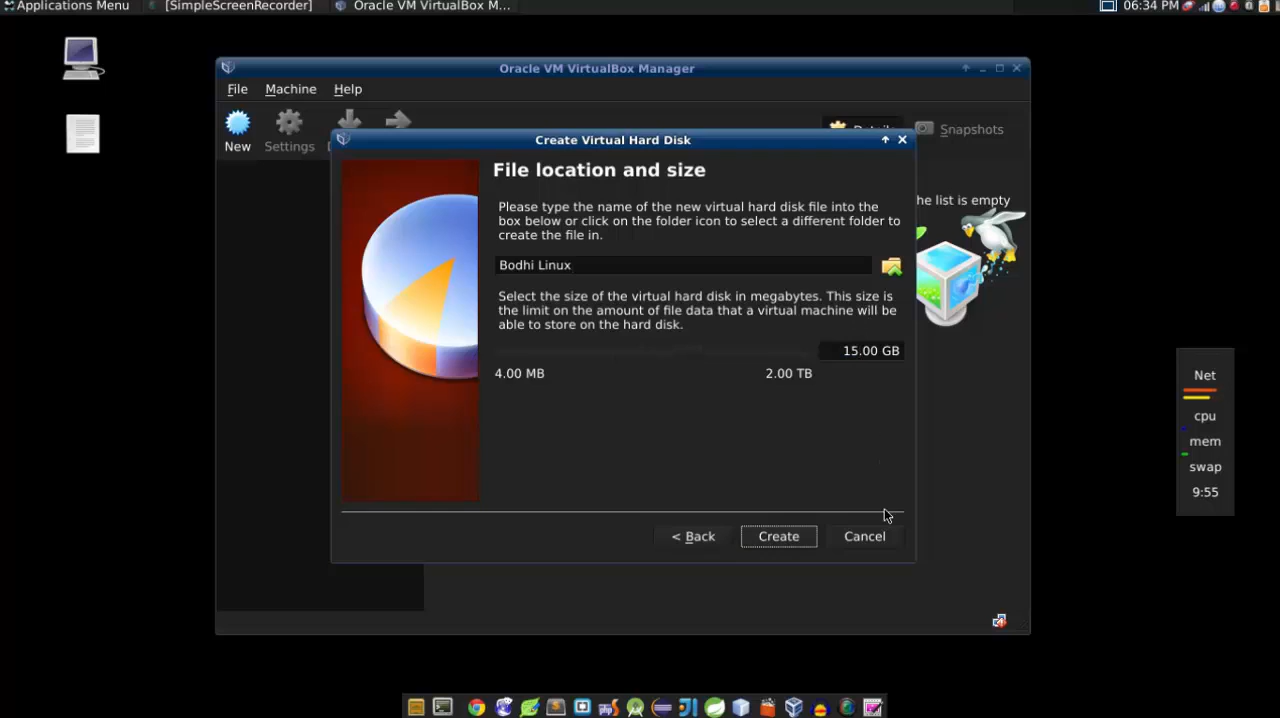 Applications Menu
[SimpleScreenRecorder]
Oracle VM VirtualBox M...
06:34 PM
Oracle VM VirtualBox Manager
File Machine Help
New
Settings
Snapshots
he list is empty
Create Virtual Hard Disk
File location and size
Please type the name of the new virtual hard disk file into the
box below or click on the folder icon to select a different folder to
create the file in.
Bodhi Linux
Select the size of the virtual hard disk in megabytes. This size is
the limit on the amount of file data that a virtual machine will be
able to store on the hard disk.
15.00 GB
4.00 MB 2.00 TB
< Back Create Cancel
Net
cpu
mem
swap
9:55